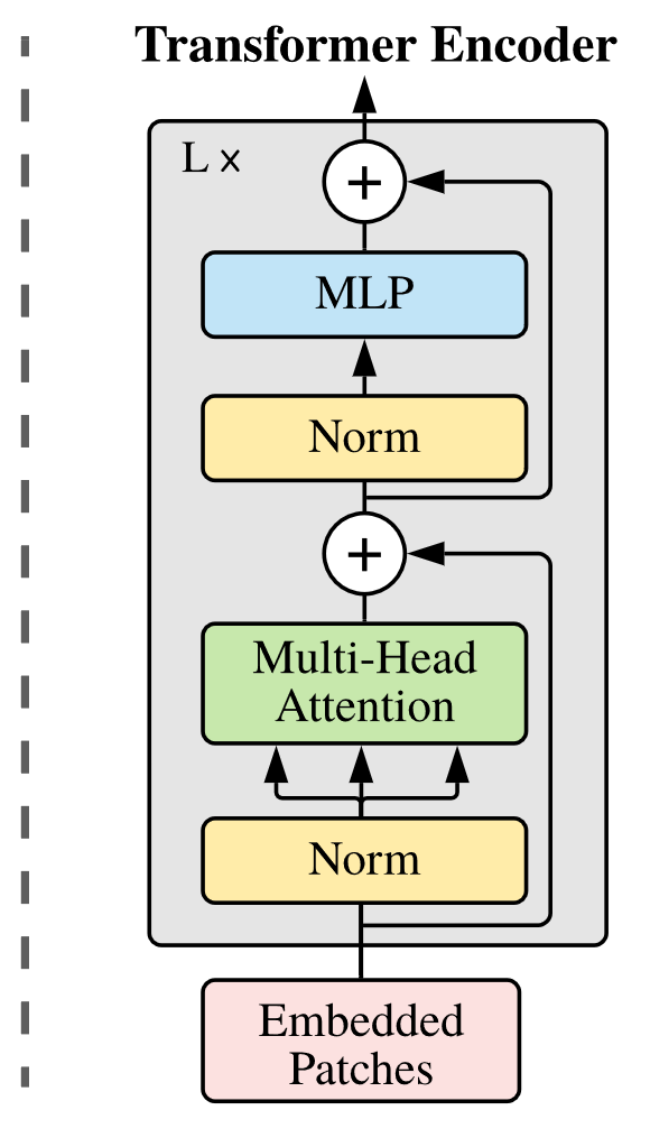 Transformer Encoder
L ×
+
MLP
Norm
+
Multi-Head
Attention
Norm
Embedded
Patches